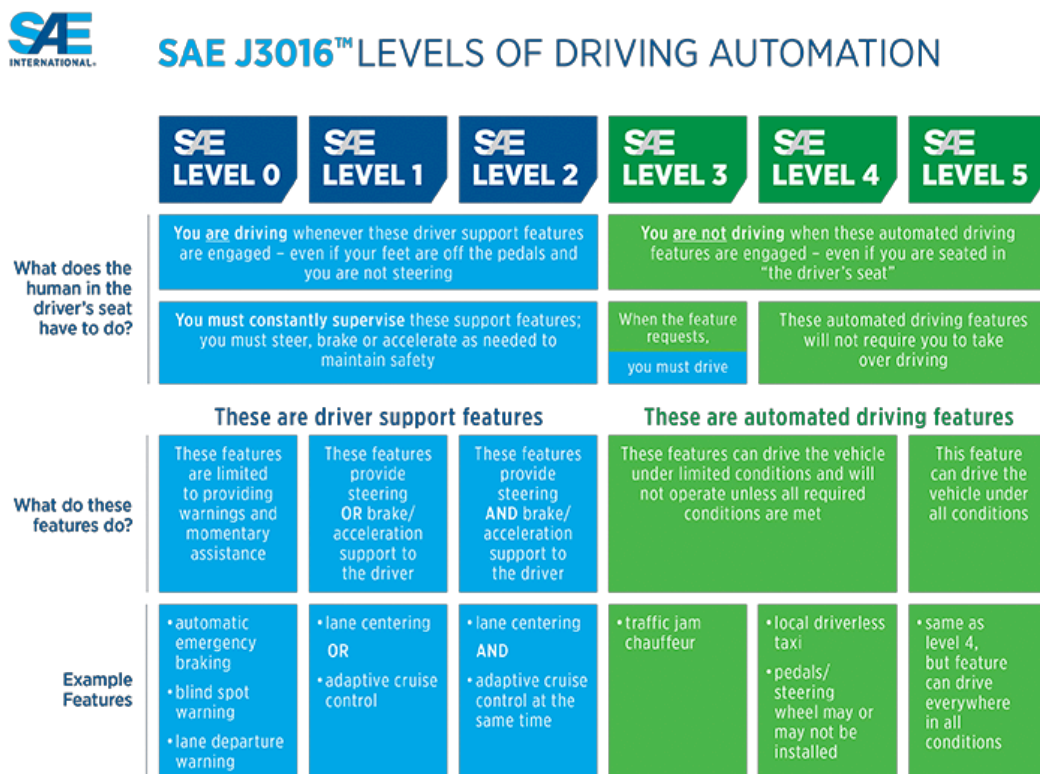 SAE
INTERNATIONAL®
SAE J3016™ LEVELS OF DRIVING AUTOMATION
SAE
LEVEL 0
SAE
LEVEL 1
SAE
LEVEL 2
SAE
LEVEL 3
SAE
LEVEL 4
SAE
LEVEL 5
What does the
human in the
driver's seat
have to do?
You are driving whenever these driver support features
are engaged – even if your feet are off the pedals and
you are not steering
You are not driving when these automated driving
features are engaged – even if you are seated in
"the driver's seat"
You must constantly supervise these support features;
you must steer, brake or accelerate as needed to
maintain safety
When the feature
requests,
you must drive
These automated driving features
will not require you to take
over driving
These are driver support features
These are automated driving features
What do these
features do?
These features
are limited
to providing
warnings and
momentary
assistance
These features
provide
steering
OR brake/
acceleration
support to
the driver
These features
provide
steering
AND brake/
acceleration
support to
the driver
These features can drive the vehicle
under limited conditions and will
not operate unless all required
conditions are met
This feature
can drive the
vehicle under
all conditions
Example
Features
• automatic
emergency
braking
• blind spot
warning
• lane departure
warning
• lane centering
OR
• adaptive cruise
control
• lane centering
AND
• adaptive cruise
control at the
same time
• traffic jam
chauffeur
• local driverless
taxi
• pedals/
steering
wheel may or
may not be
installed
• same as
level 4,
but feature
can drive
everywhere
in all
conditions